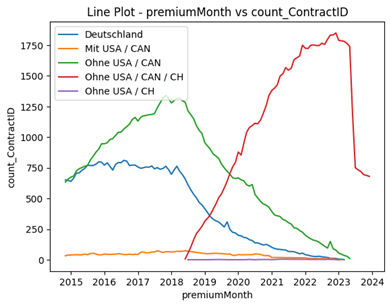 Line Plot - premiumMonth vs count_ContractID
Deutschland
Mit USA / CAN
Ohne USA / CAN
Ohne USA / CAN / CH
Ohne USA / CH
count_ContractID
1750
1500
1250
1000
750
500
250
0
2015 2016 2017 2018 2019 2020 2021 2022 2023 2024
premiumMonth